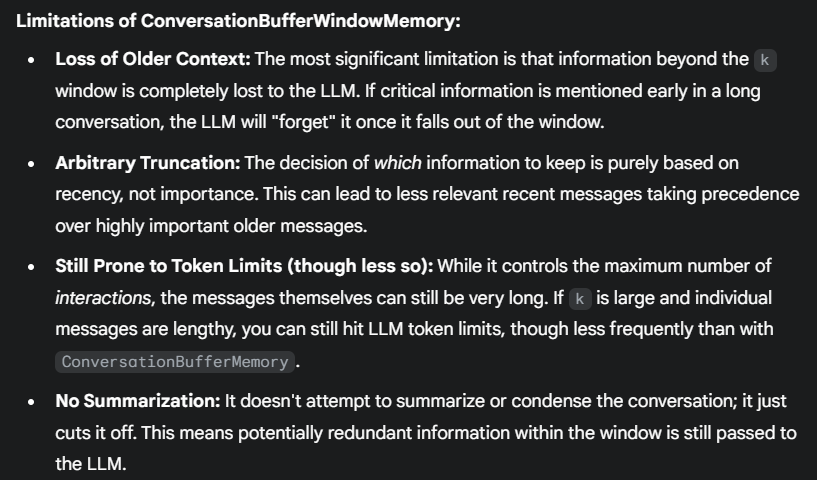 Limitations of ConversationBufferWindowMemory:
• Loss of Older Context: The most significant limitation is that information beyond the k
window is completely lost to the LLM. If critical information is mentioned early in a long
conversation, the LLM will "forget" it once it falls out of the window.
• Arbitrary Truncation: The decision of which information to keep is purely based on
recency, not importance. This can lead to less relevant recent messages taking precedence
over highly important older messages.
• Still Prone to Token Limits (though less so): While it controls the maximum number of
interactions, the messages themselves can still be very long. If k is large and individual
messages are lengthy, you can still hit LLM token limits, though less frequently than with
ConversationBufferMemory.
• No Summarization: It doesn't attempt to summarize or condense the conversation; it just
cuts it off. This means potentially redundant information within the window is still passed to
the LLM.